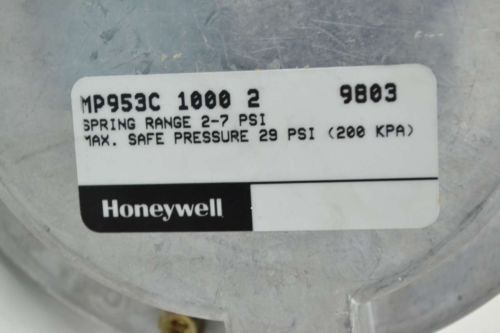 MP953C 1000 2 9803
SPRING RANGE 2-7 PSI
MAX. SAFE PRESSURE 29 PSI (200 KPA)
Honeywell